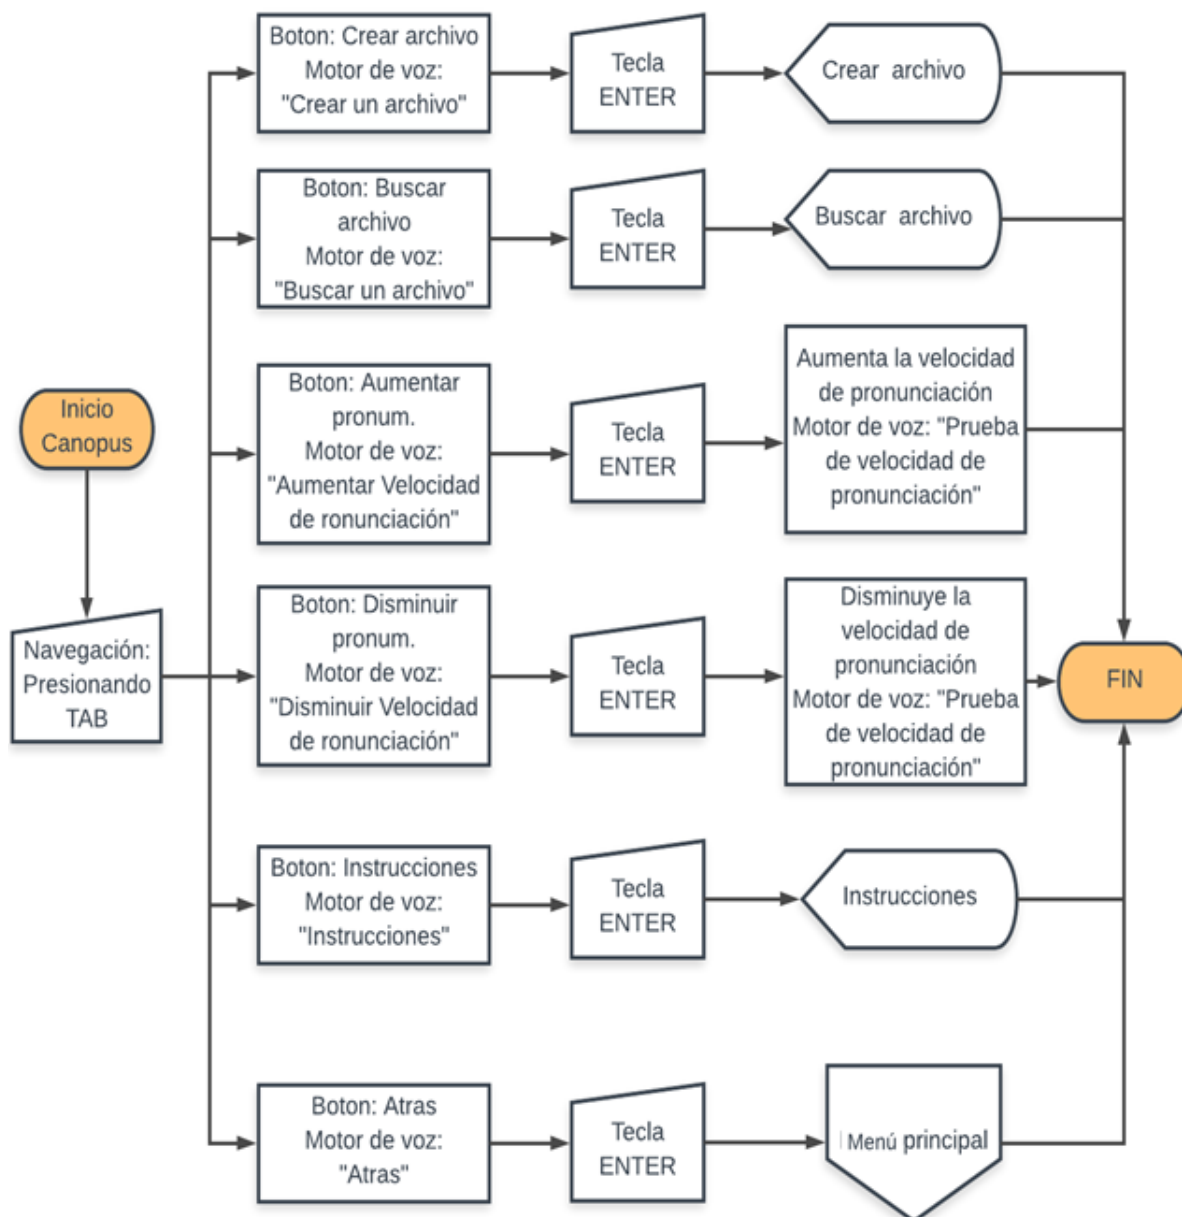 Boton: Crear archivo
Motor de voz:
"Crear un archivo"
Tecla
ENTER
Crear archivo
Boton: Buscar
archivo
Motor de voz:
"Buscar un archivo"
Tecla
ENTER
Buscar archivo
Inicio
Canopus
Boton: Aumentar
pronum.
Motor de voz:
"Aumentar Velocidad
de ronunciación"
Tecla
ENTER
Aumenta la velocidad
de pronunciación
Motor de voz: "Prueba
de velocidad de
pronunciación"
Navegación:
Presionando
TAB
Boton: Disminuir
pronum.
Motor de voz:
"Disminuir Velocidad
de ronunciación"
Tecla
ENTER
Disminuye la
velocidad de
pronunciación
Motor de voz: "Prueba
de velocidad de
pronunciación"
FIN
Boton: Instrucciones
Motor de voz:
"Instrucciones"
Tecla
ENTER
Instrucciones
Boton: Atras
Motor de voz:
"Atras"
Tecla
ENTER
Menú principal